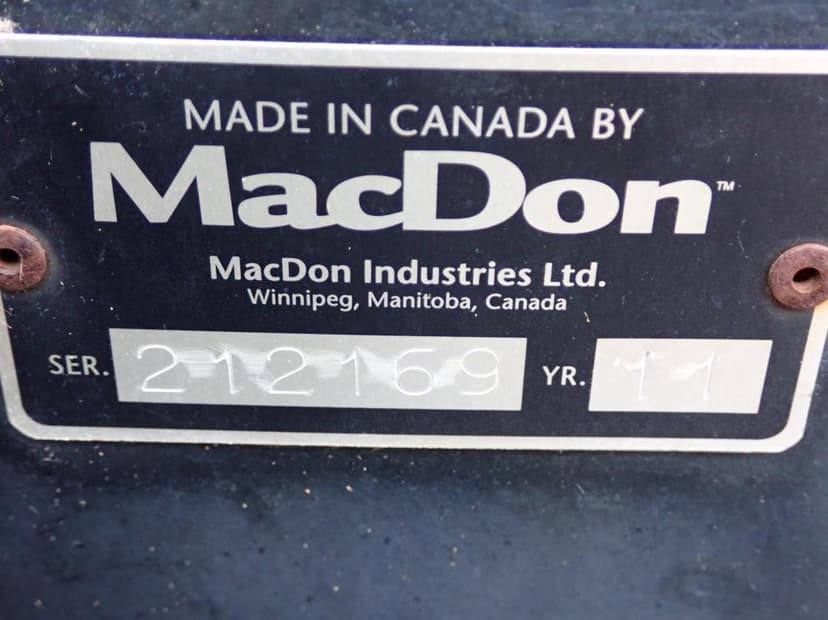 MADE IN CANADA BY
MacDon™
MacDon Industries Ltd.
Winnipeg, Manitoba, Canada
SER. 212169 YR. 11